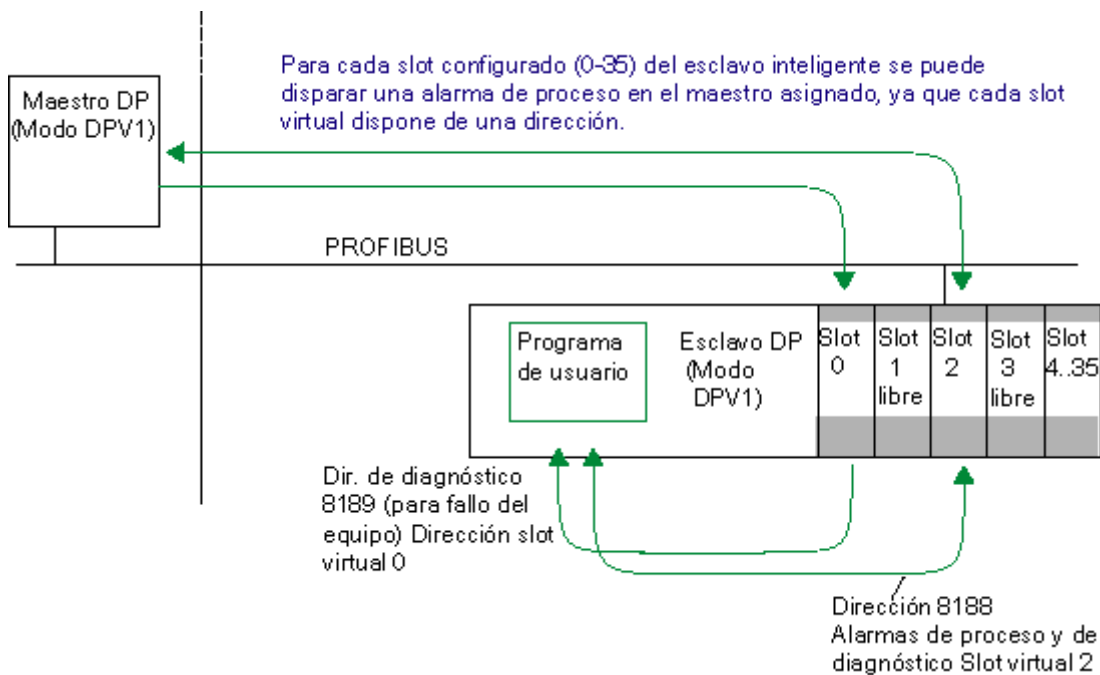 Para cada slot configurado (0-35) del esclavo inteligente se puede
disparar una alarma de proceso en el maestro asignado, ya que cada slot
virtual dispone de una dirección.
Maestro DP
(Modo DPV1)
PROFIBUS
Programa
de usuario
Esclavo DP
(Modo
DPV1)
Slot
0
Slot
1
libre
Slot
2
Slot
3
libre
Slot
4..35
Dir. de diagnóstico
8189 (para fallo del
equipo) Dirección slot
virtual 0
Dirección 8188
Alarmas de proceso y de
diagnóstico Slot virtual 2